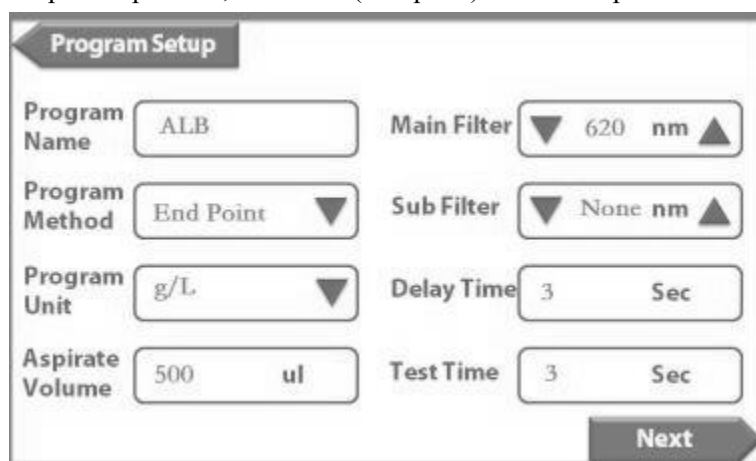 Program Setup
Program
Name
ALB
Main Filter
620 nm
Program
Method
End Point
Sub Filter
None nm
Program
Unit
g/L
Delay Time
3 Sec
Aspirate
Volume
500 ul
Test Time
3 Sec
Next